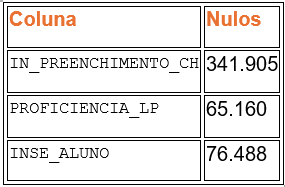 Coluna Nulos
IN_PREENCHIMENTO_CH 341.905
PROFICIENCIA_LP 65.160
INSE_ALUNO 76.488